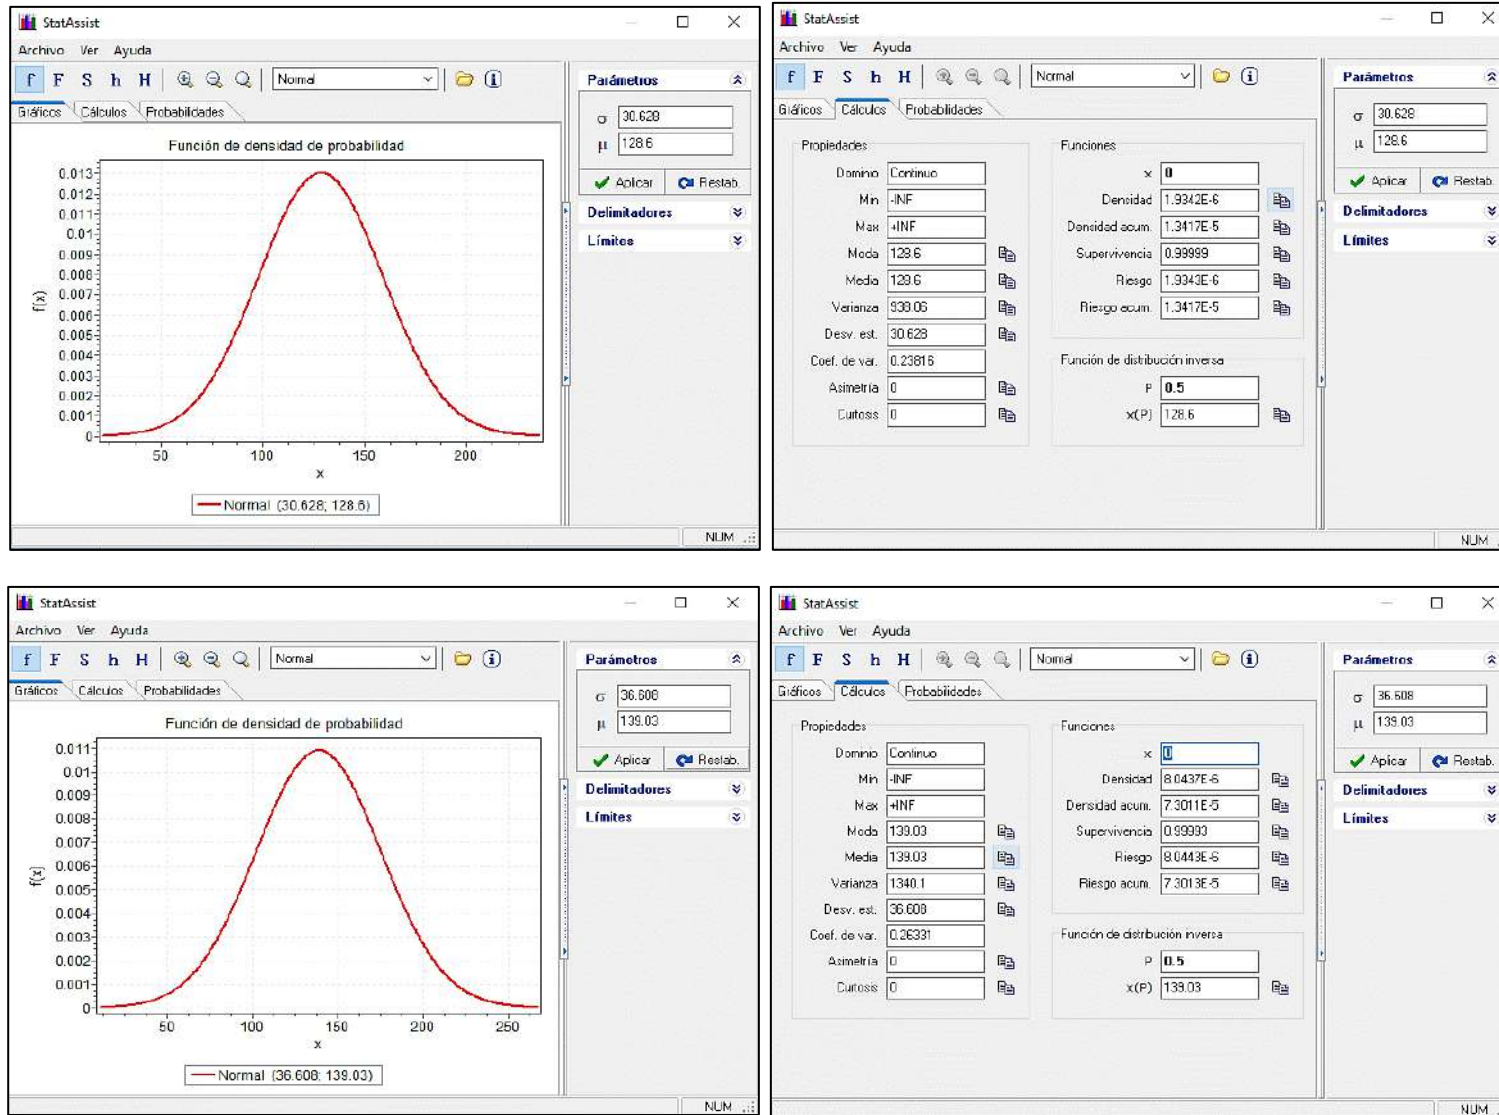 StatAssist
Archivo Ver Ayuda
f F S h H Normal
Gráficos Cálculos Probabilidades
Función de densidad de probabilidad
f(x)
0.013
0.012
0.011
0.01
0.009
0.008
0.007
0.006
0.005
0.004
0.003
0.002
0.001
0
50 100 150 200
x
Normal (30.628; 128.6)
Parámetros
σ 30.628
μ 128.6
Aplicar Restab.
Delimitadores
Límites
NUM
StatAssist
Archivo Ver Ayuda
f F S h H Normal
Gráficos Cálculos Probabilidades
Propiedades
Dominio Continuo
Min -INF
Max +INF
Moda 128.6
Media 128.6
Varianza 938.06
Desv. est. 30.628
Coef. de var. 0.23816
Asimetría 0
Curtosis 0
Funciones
x 0
Densidad 1.9342E-6
Densidad acum. 1.3417E-5
Supervivencia 0.99999
Riesgo 1.9343E-6
Riesgo acum. 1.3417E-5
Función de distribución inversa
P 0.5
x(P) 128.6
Parámetros
σ 30.628
μ 128.6
Aplicar Restab.
Delimitadores
Límites
NUM
StatAssist
Archivo Ver Ayuda
f F S h H Normal
Gráficos Cálculos Probabilidades
Función de densidad de probabilidad
f(x)
0.011
0.01
0.009
0.008
0.007
0.006
0.005
0.004
0.003
0.002
0.001
0
50 100 150 200 250
x
Normal (36.608; 139.03)
Parámetros
σ 36.608
μ 139.03
Aplicar Restab.
Delimitadores
Límites
NUM
StatAssist
Archivo Ver Ayuda
f F S h H Normal
Gráficos Cálculos Probabilidades
Propiedades
Dominio Continuo
Min -INF
Max +INF
Moda 139.03
Media 139.03
Varianza 1340.1
Desv. est. 36.608
Coef. de var. 0.26331
Asimetría 0
Curtosis 0
Funciones
x 0
Densidad 8.0437E-6
Densidad acum. 7.3011E-5
Supervivencia 0.99993
Riesgo 8.0443E-6
Riesgo acum. 7.3013E-5
Función de distribución inversa
P 0.5
x(P) 139.03
Parámetros
σ 36.608
μ 139.03
Aplicar Restab.
Delimitadores
Límites
NUM